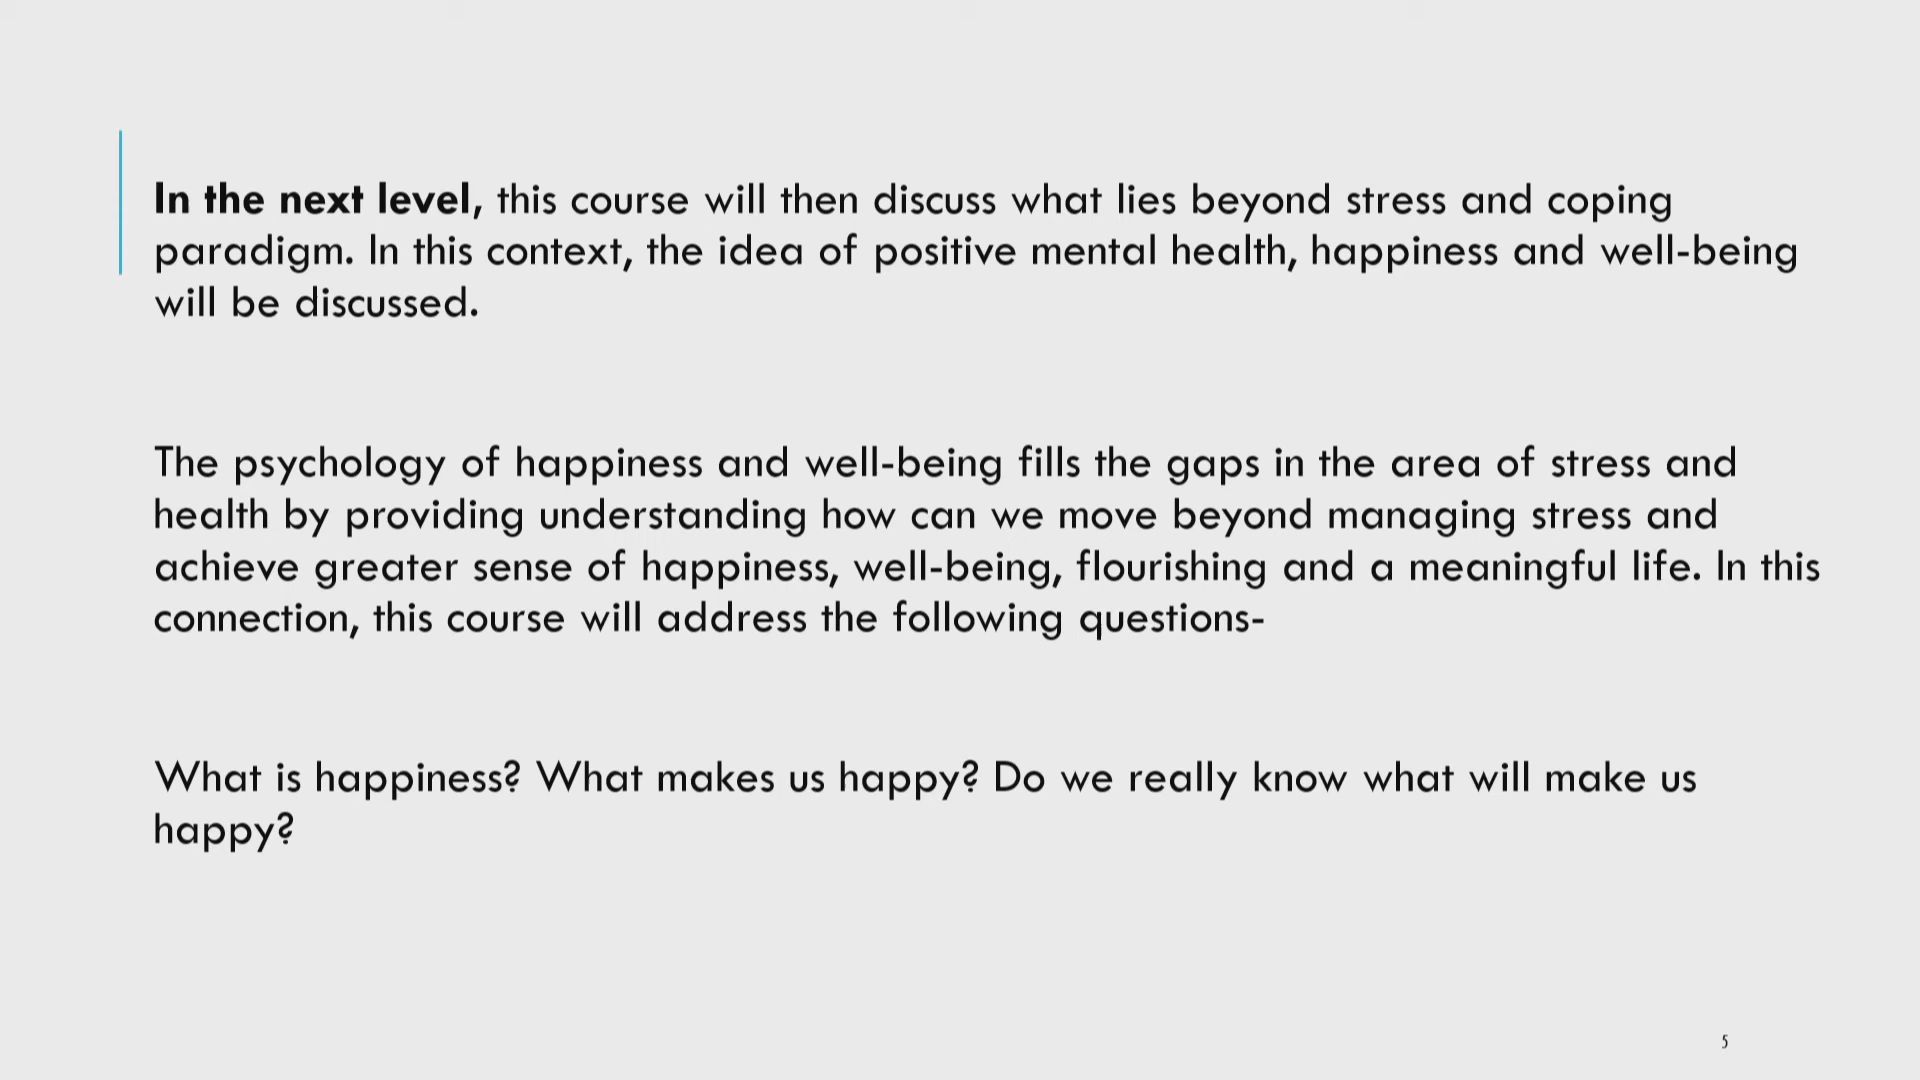 In the next level, this course will then discuss what lies beyond stress and coping
paradigm. In this context, the idea of positive mental health, happiness and well-being
will be discussed.
The psychology of happiness and well-being fills the gaps in the area of stress and
health by providing understanding how can we move beyond managing stress and
achieve greater sense of happiness, well-being, flourishing and a meaningful life. In this
connection, this course will address the following questions-
What is happiness? What makes us happy? Do we really know what will make us
happy?
5